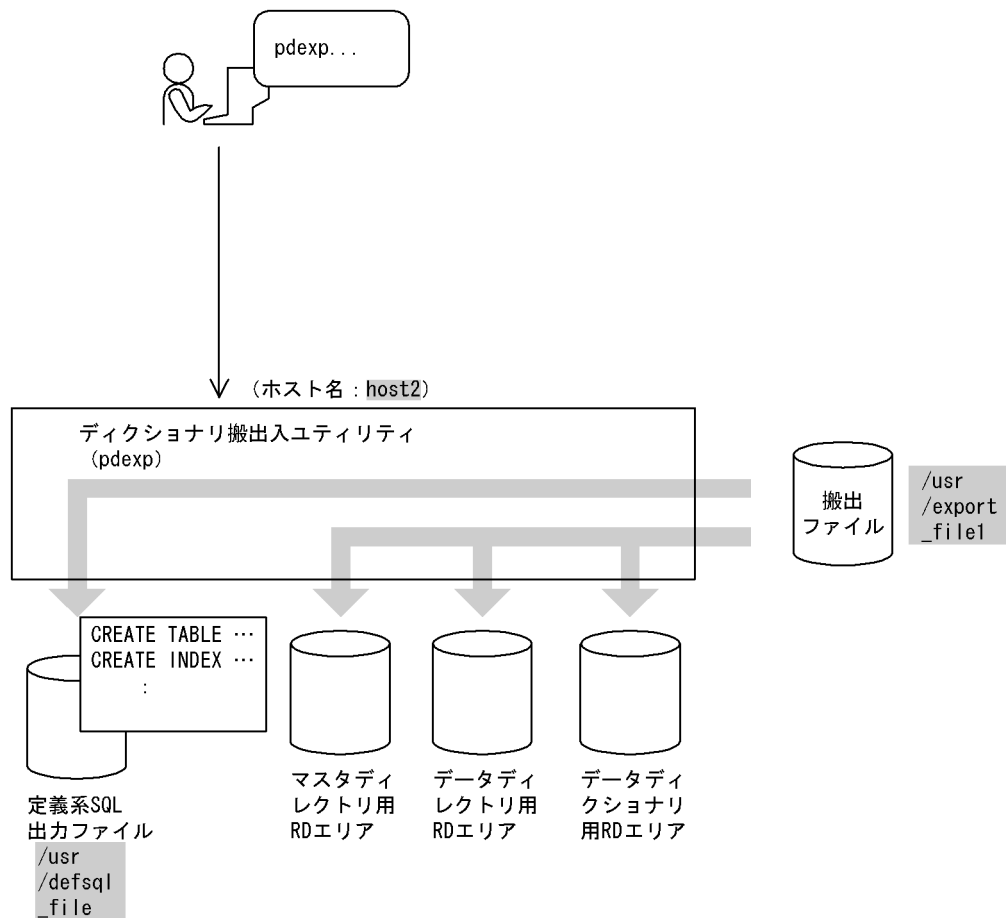 pdexp...
(ホスト名:host2)
ディクショナリ搬出入ユティリティ
(pdexp)
搬出
ファイル
/usr
/export
_file1
CREATE TABLE …
CREATE INDEX …
:
定義系SQL
出力ファイル
/usr
/defsql
_file
マスタディ
レクトリ用
RDエリア
データディ
レクトリ用
RDエリア
データディ
クショナリ
用RDエリア